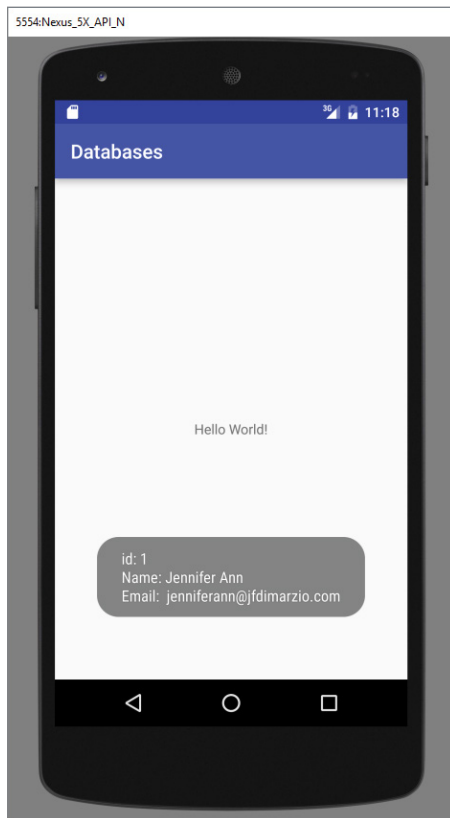 5554:Nexus_5X_API_N
3G 11:18
Databases
Hello World!
id: 1
Name: Jennifer Ann
Email: jenniferann@jfdimarzio.com